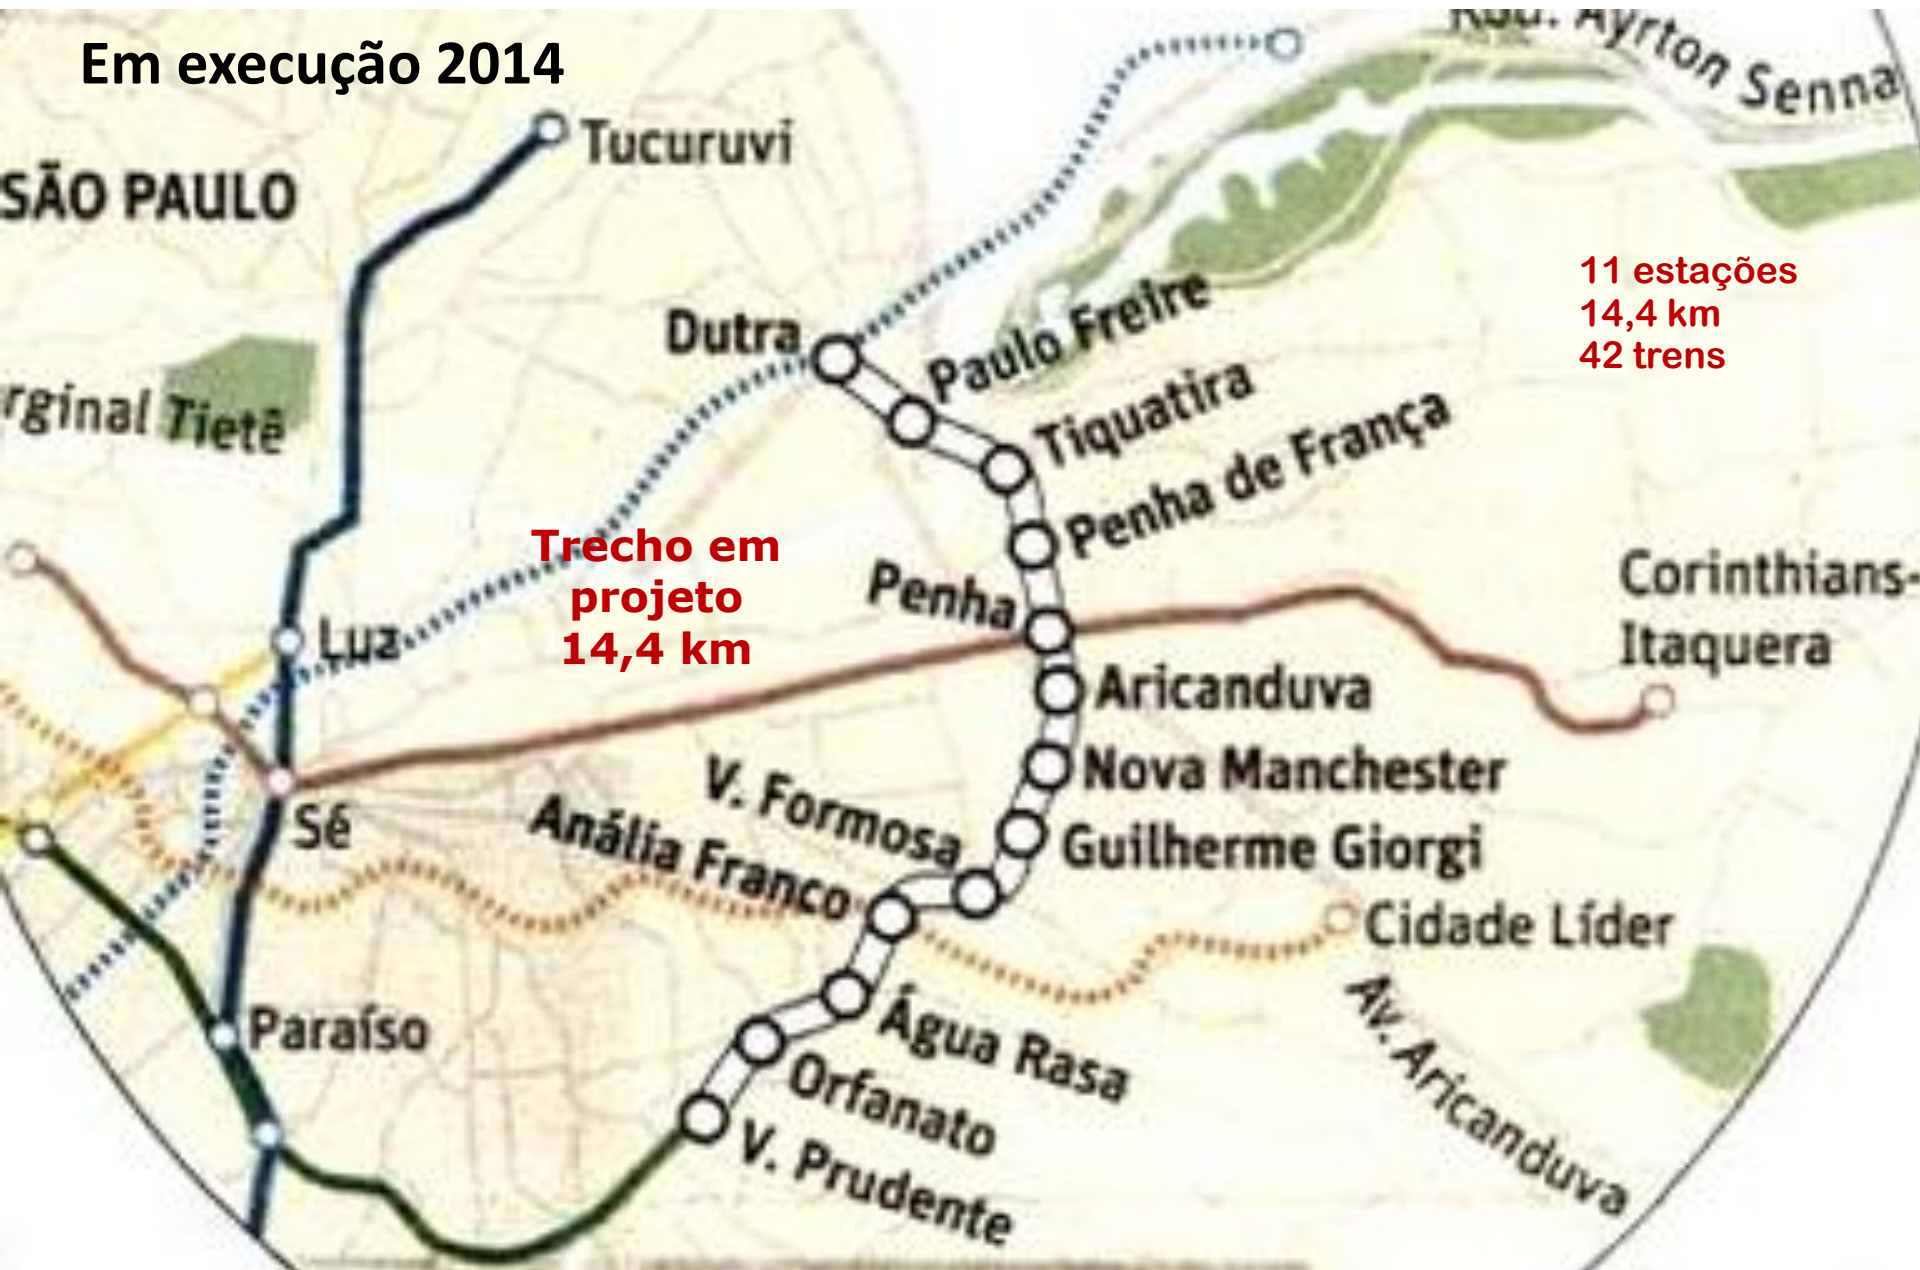 Em execução 2014
Ayrton Senna
Tucuruvi
SÃO PAULO
11 estações
14,4 km
42 trens
Dutra
Paulo Freire
Tiquatira
rginal Tietê
Penha de França
Trecho em
projeto
14,4 km
Penha
Corinthians-
Itaquera
Luz
Aricanduva
V. Formosa
Nova Manchester
Anália Franco
Sé
Guilherme Giorgi
Cidade Líder
Água Rasa
Paraíso
Av. Aricanduva
Orfanato
V. Prudente